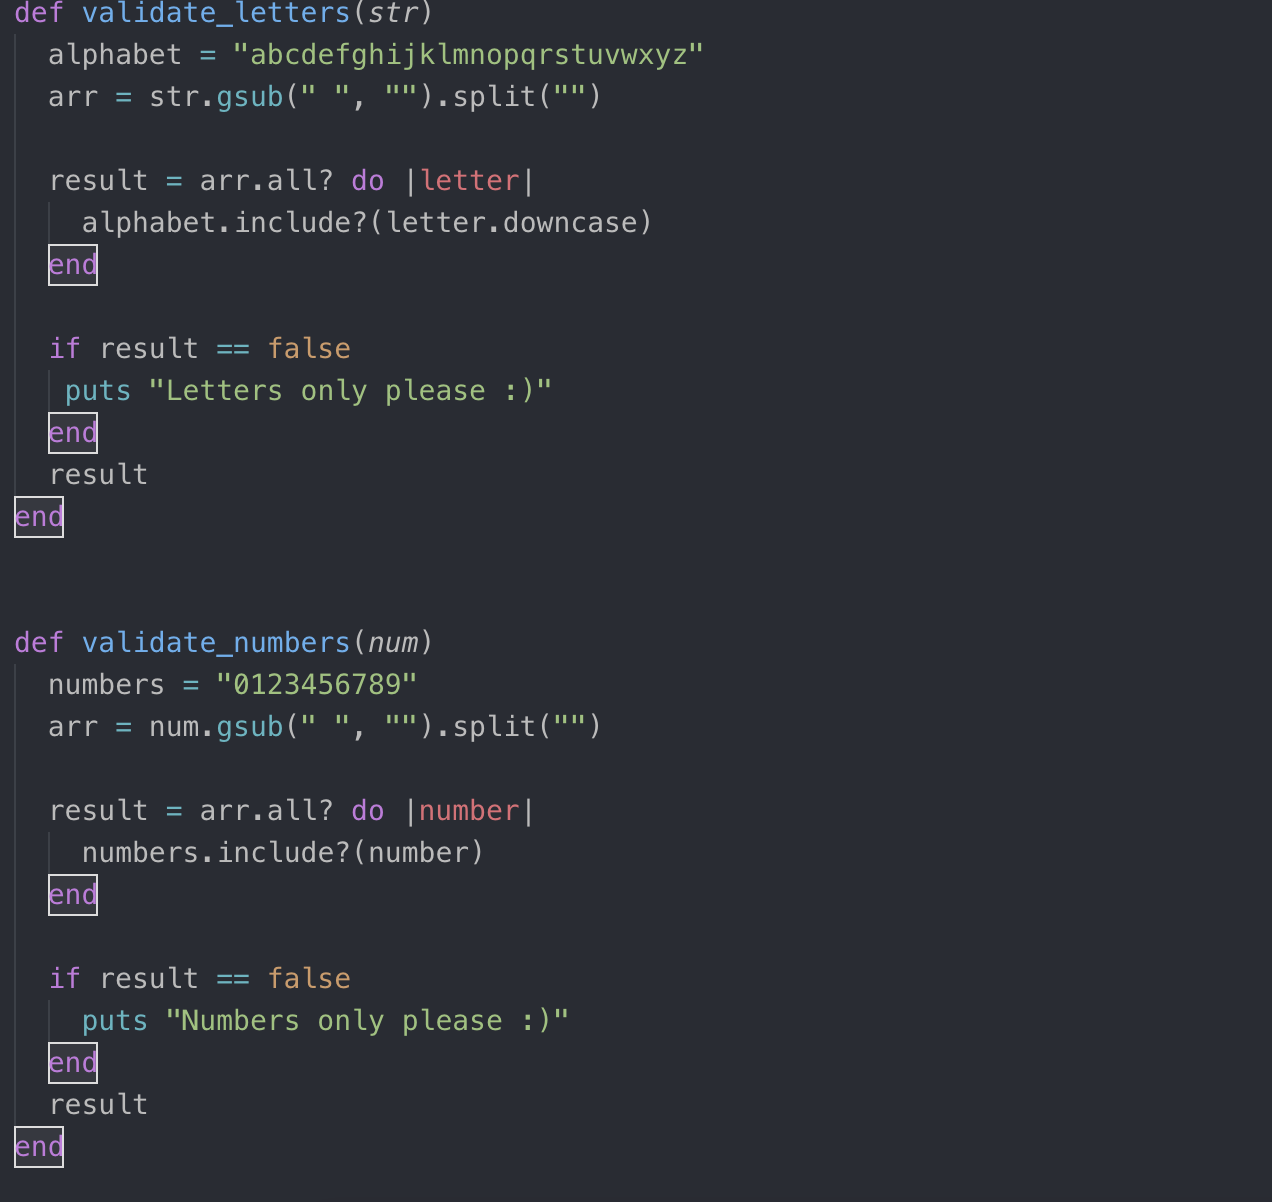 def validate_letters(str)
  alphabet = "abcdefghijklmnopqrstuvwxyz"
  arr = str.gsub(" ", "").split("")

  result = arr.all? do |letter|
    alphabet.include?(letter.downcase)
  end

  if result == false
   puts "Letters only please :)"
  end
  result
end


def validate_numbers(num)
  numbers = "0123456789"
  arr = num.gsub(" ", "").split("")

  result = arr.all? do |number|
    numbers.include?(number)
  end

  if result == false
    puts "Numbers only please :)"
  end
  result
end